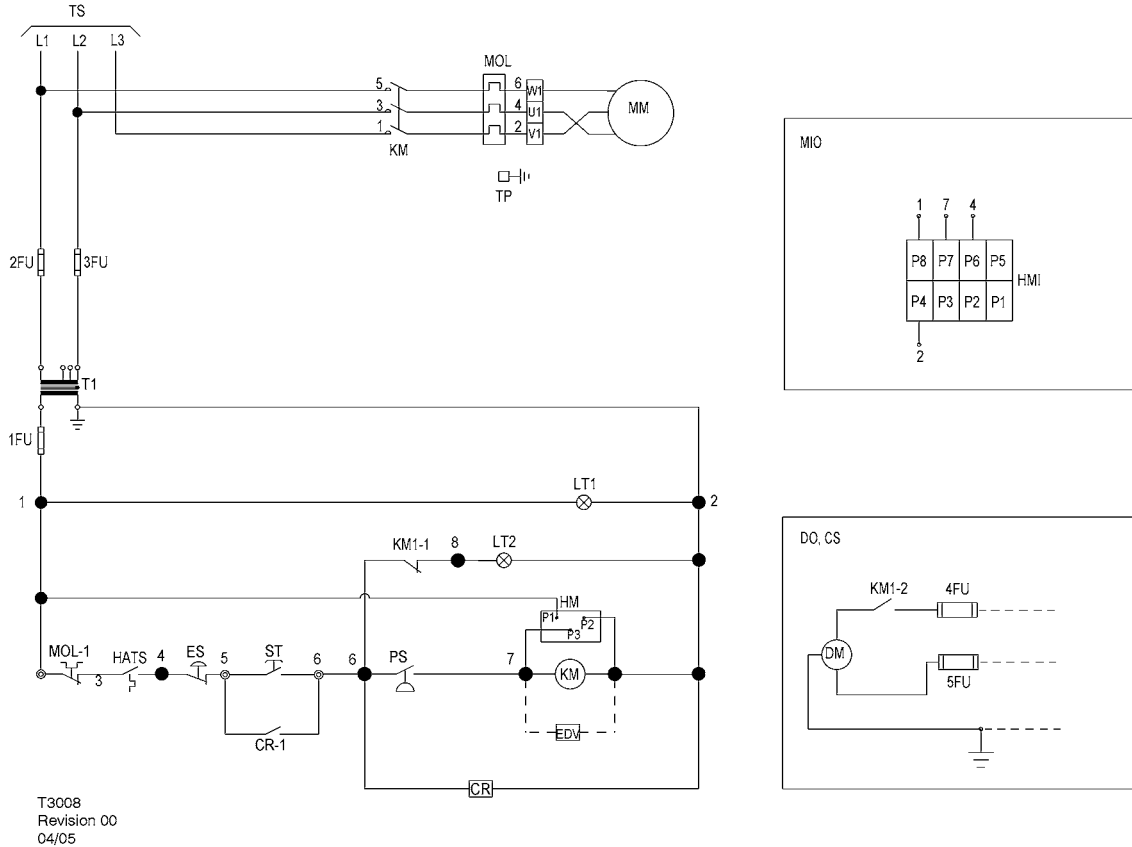 TS
L1 L2 L3
MOL
5 6 W1
3 4 U1
1 2 V1
MM
KM
TP
2FU 3FU
T1
1FU
1 LT1 2
KM1-1 8 LT2
HM
P1 P2
P3
MOL-1 3 HATS 4 ES 5 ST 6 6 PS 7 KM
CR-1
EDV
CR
T3008
Revision 00
04/05
MIO
1 7 4
P8 P7 P6 P5
HMI
P4 P3 P2 P1
2
DO, CS
KM1-2 4FU
DM
5FU